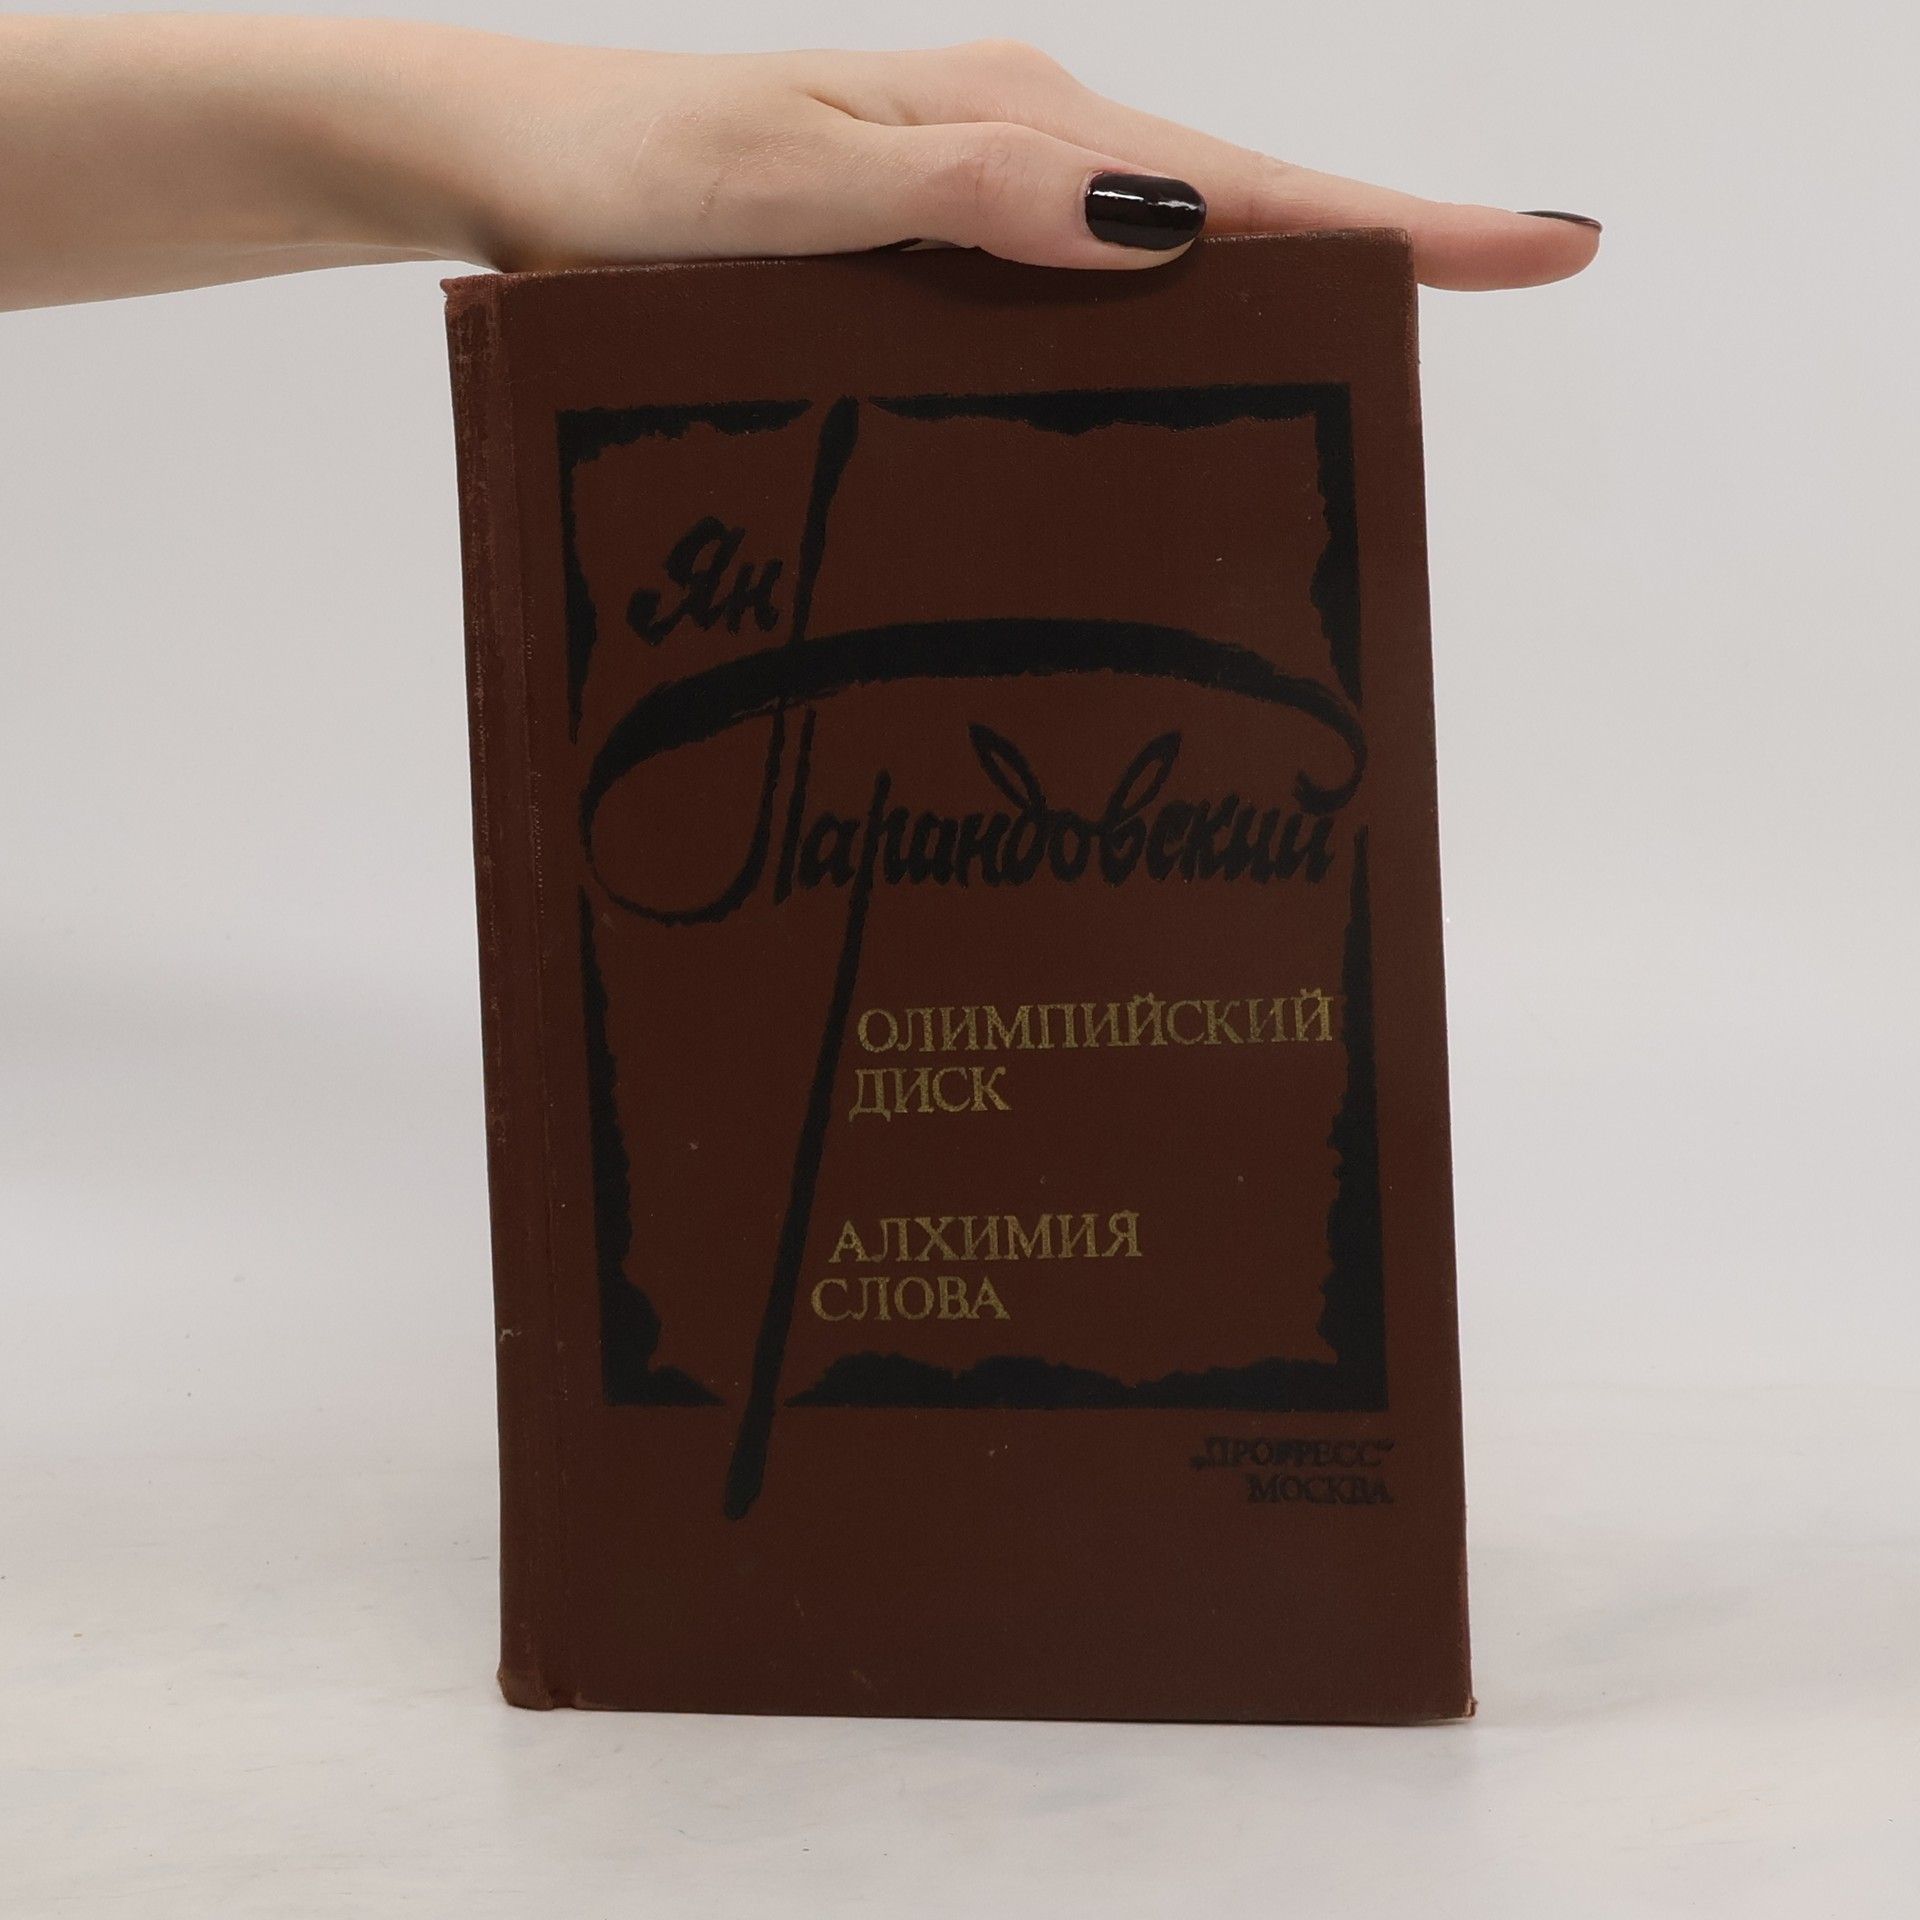 Ян
Парандовский
ОЛИМПИЙСКИЙ
ДИСК
АЛХИМИЯ
СЛОВА
„ПРОГРЕСС“
МОСКВА